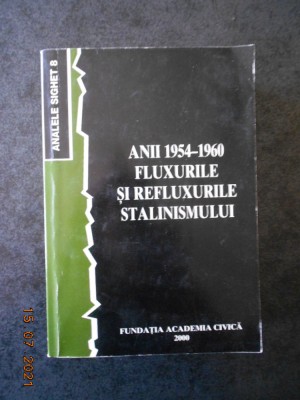 ANALELE SIGHET 8
ANII 1954-1960
FLUXURILE
ȘI REFLUXURILE
STALINISMULUI
FUNDAȚIA ACADEMIA CIVICĂ
2000
15.07.2021